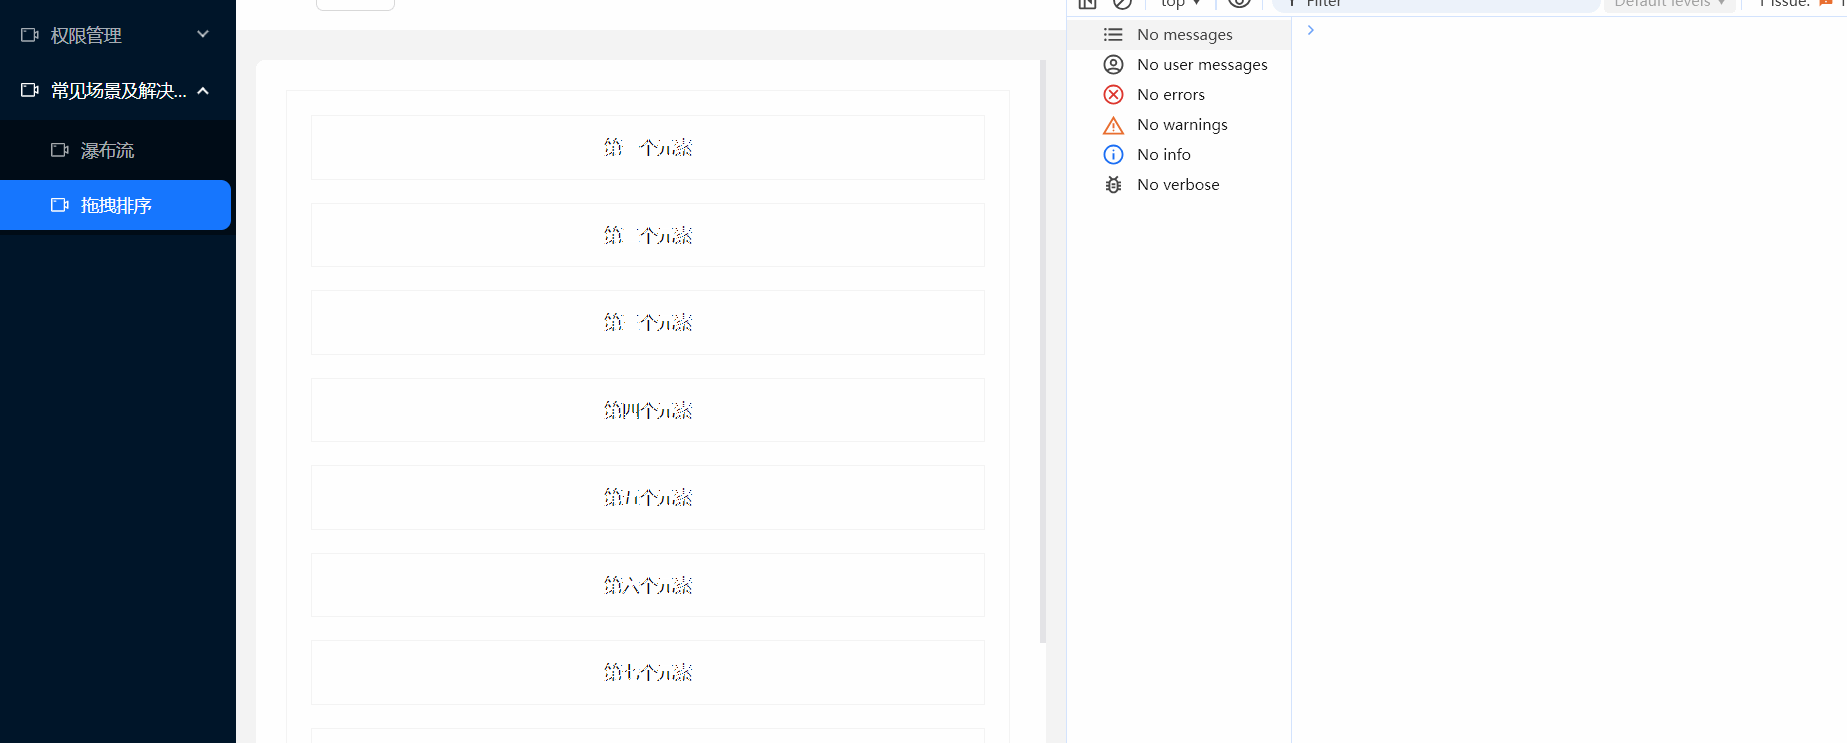 权限管理
常见场景及解决...
瀑布流
拖拽排序
第一个元素
第二个元素
第三个元素
第四个元素
第五个元素
第六个元素
第七个元素
top
Filter
Default levels
1 Issue:
No messages
No user messages
No errors
No warnings
No info
No verbose